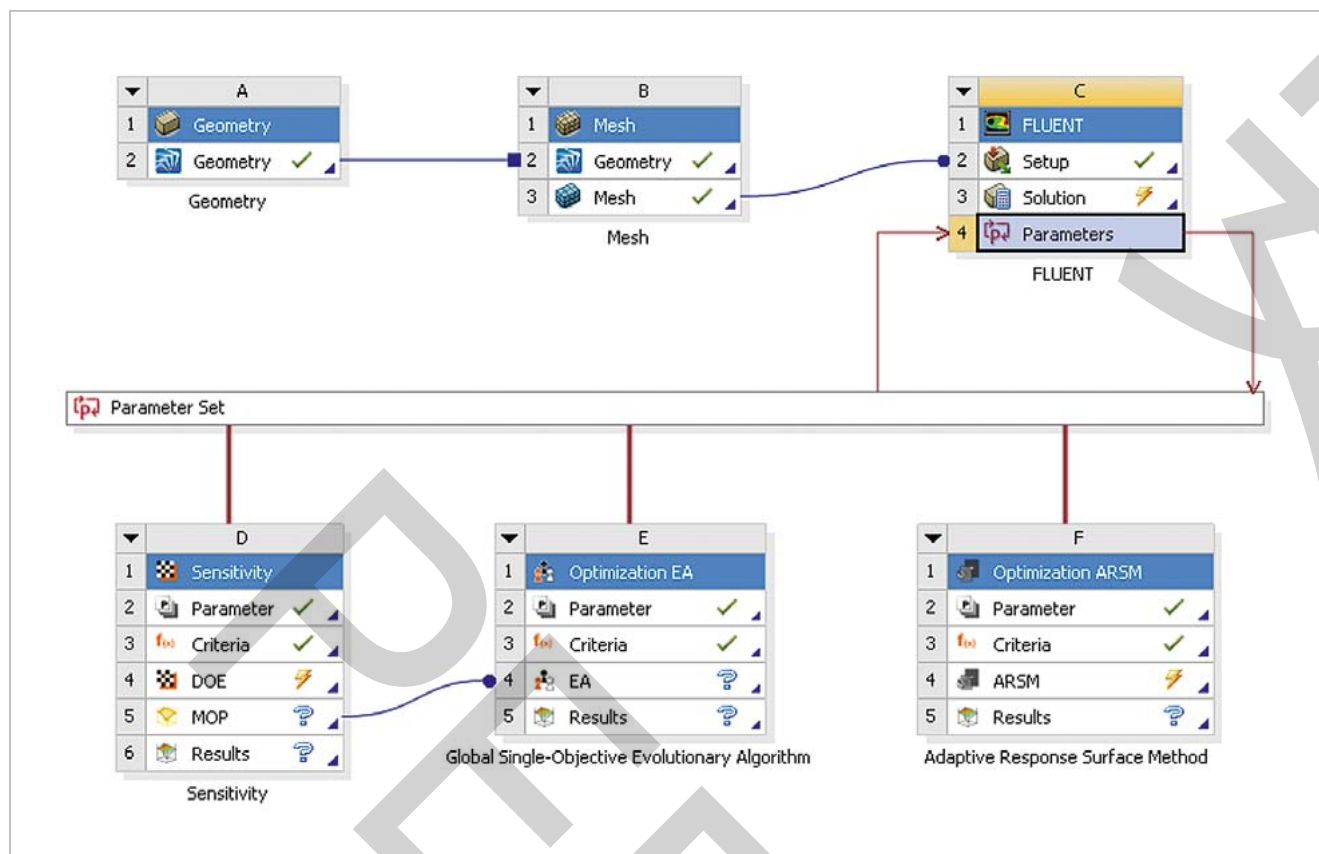 A
1 Geometry
2 Geometry
Geometry
B
1 Mesh
2 Geometry
3 Mesh
Mesh
C
1 FLUENT
2 Setup
3 Solution
4 Parameters
FLUENT
Parameter Set
D
1 Sensitivity
2 Parameter
3 Criteria
4 DOE
5 MOP
6 Results
Sensitivity
E
1 Optimization EA
2 Parameter
3 Criteria
4 EA
5 Results
Global Single-Objective Evolutionary Algorithm
F
1 Optimization ARSM
2 Parameter
3 Criteria
4 ARSM
5 Results
Adaptive Response Surface Method